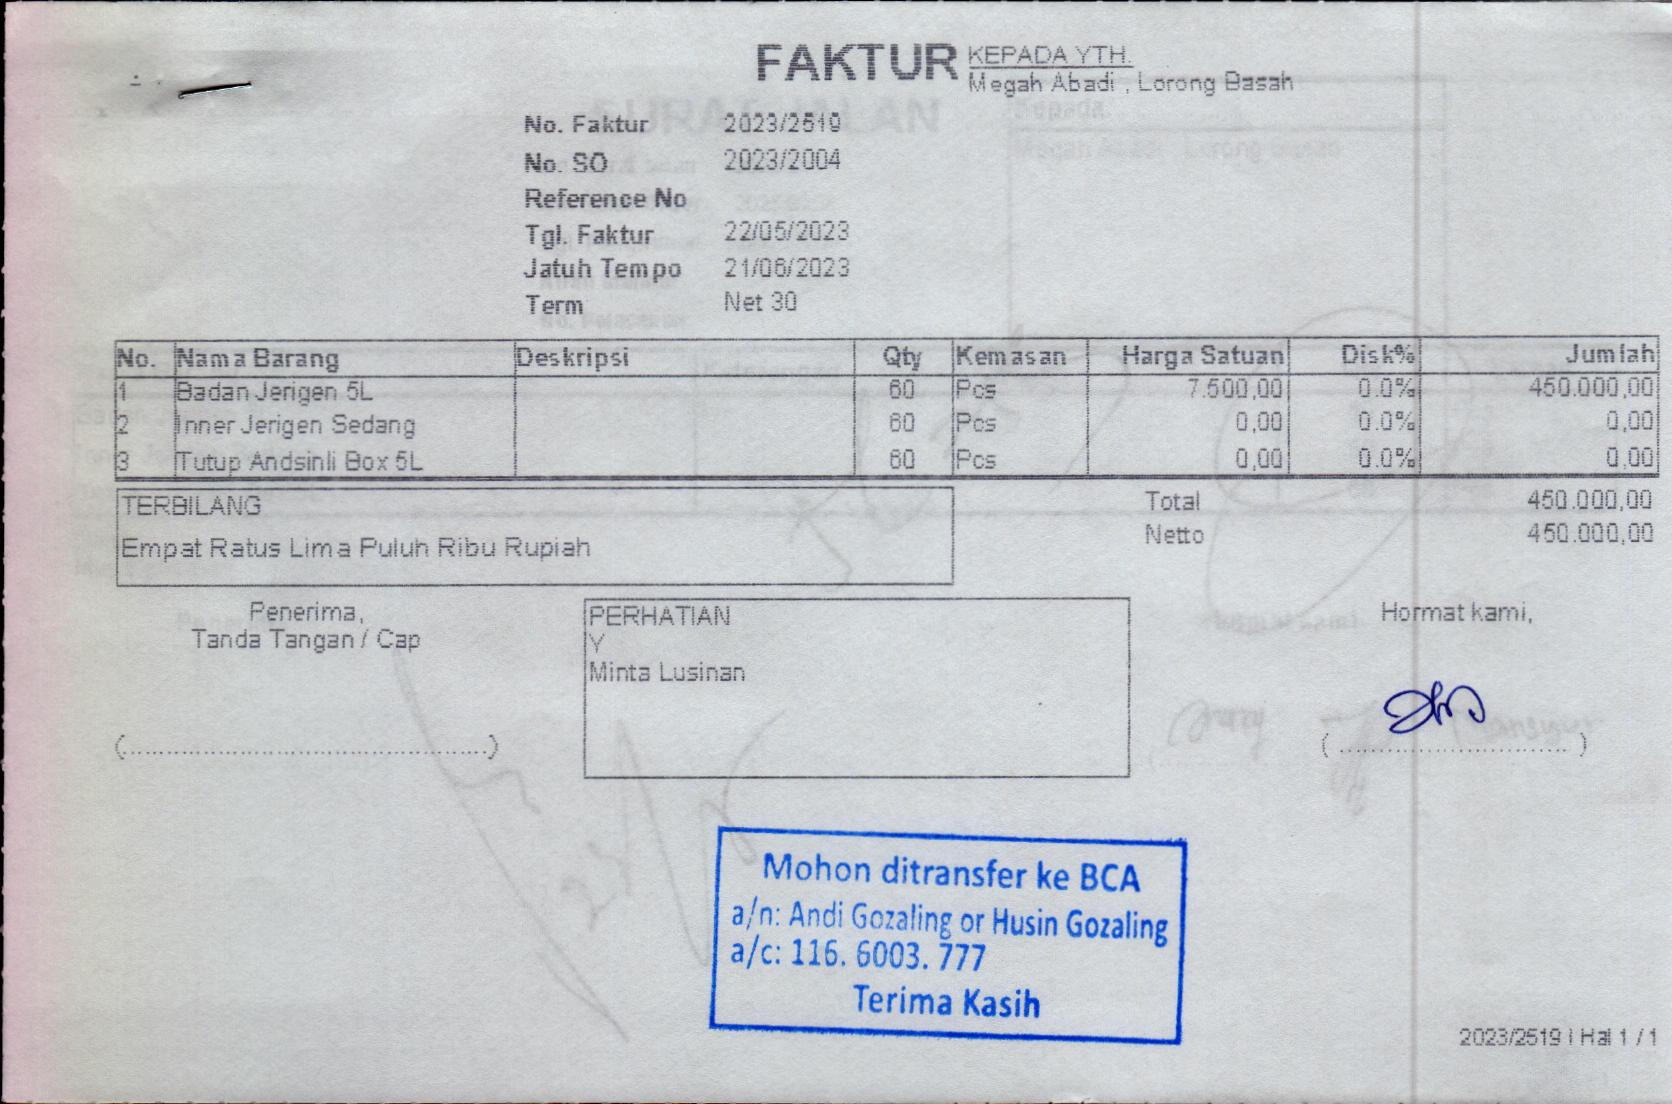 FAKTUR
KEPADA YTH.
Megah Abadi , Lorong Basah
No. Faktur 2023/2519
No. SO 2023/2004
Reference No
Tgl. Faktur 22/05/2023
Jatuh Tempo 21/06/2023
Term Net 30
No. Nama Barang Deskripsi Qty Kemasan Harga Satuan Disk% Jumlah
1 Badan Jerigen 5L 60 Pcs 7.500,00 0.0% 450.000,00
2 Inner Jerigen Sedang 60 Pcs 0,00 0.0% 0,00
3 Tutup Andsinli Box 5L 60 Pcs 0,00 0.0% 0,00
TERBILANG
Empat Ratus Lima Puluh Ribu Rupiah
Total 450.000,00
Netto 450.000,00
Penerima,
Tanda Tangan / Cap
(..................................................)
PERHATIAN
Y
Minta Lusinan
Hormat kami,
( ............................... )
Mohon ditransfer ke BCA
a/n: Andi Gozaling or Husin Gozaling
a/c: 116. 6003. 777
Terima Kasih
2023/2519 | Hal 1 / 1